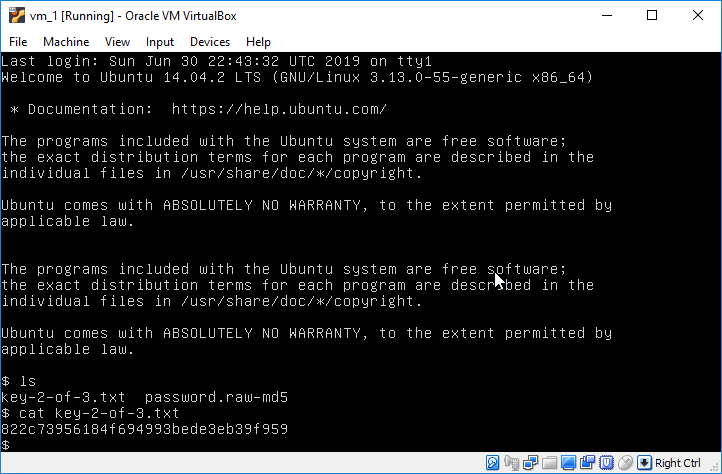 vm_1 [Running] - Oracle VM VirtualBox
File Machine View Input Devices Help
Last login: Sun Jun 30 22:43:32 UTC 2019 on tty1
Welcome to Ubuntu 14.04.2 LTS (GNU/Linux 3.13.0-55-generic x86_64)
* Documentation:  https://help.ubuntu.com/
The programs included with the Ubuntu system are free software;
the exact distribution terms for each program are described in the
individual files in /usr/share/doc/*/copyright.
Ubuntu comes with ABSOLUTELY NO WARRANTY, to the extent permitted by
applicable law.
The programs included with the Ubuntu system are free software;
the exact distribution terms for each program are described in the
individual files in /usr/share/doc/*/copyright.
Ubuntu comes with ABSOLUTELY NO WARRANTY, to the extent permitted by
applicable law.
$ ls
key-2-of-3.txt  password.raw-md5
$ cat key-2-of-3.txt
822c73956184f694993bede3eb39f959
$
Right Ctrl